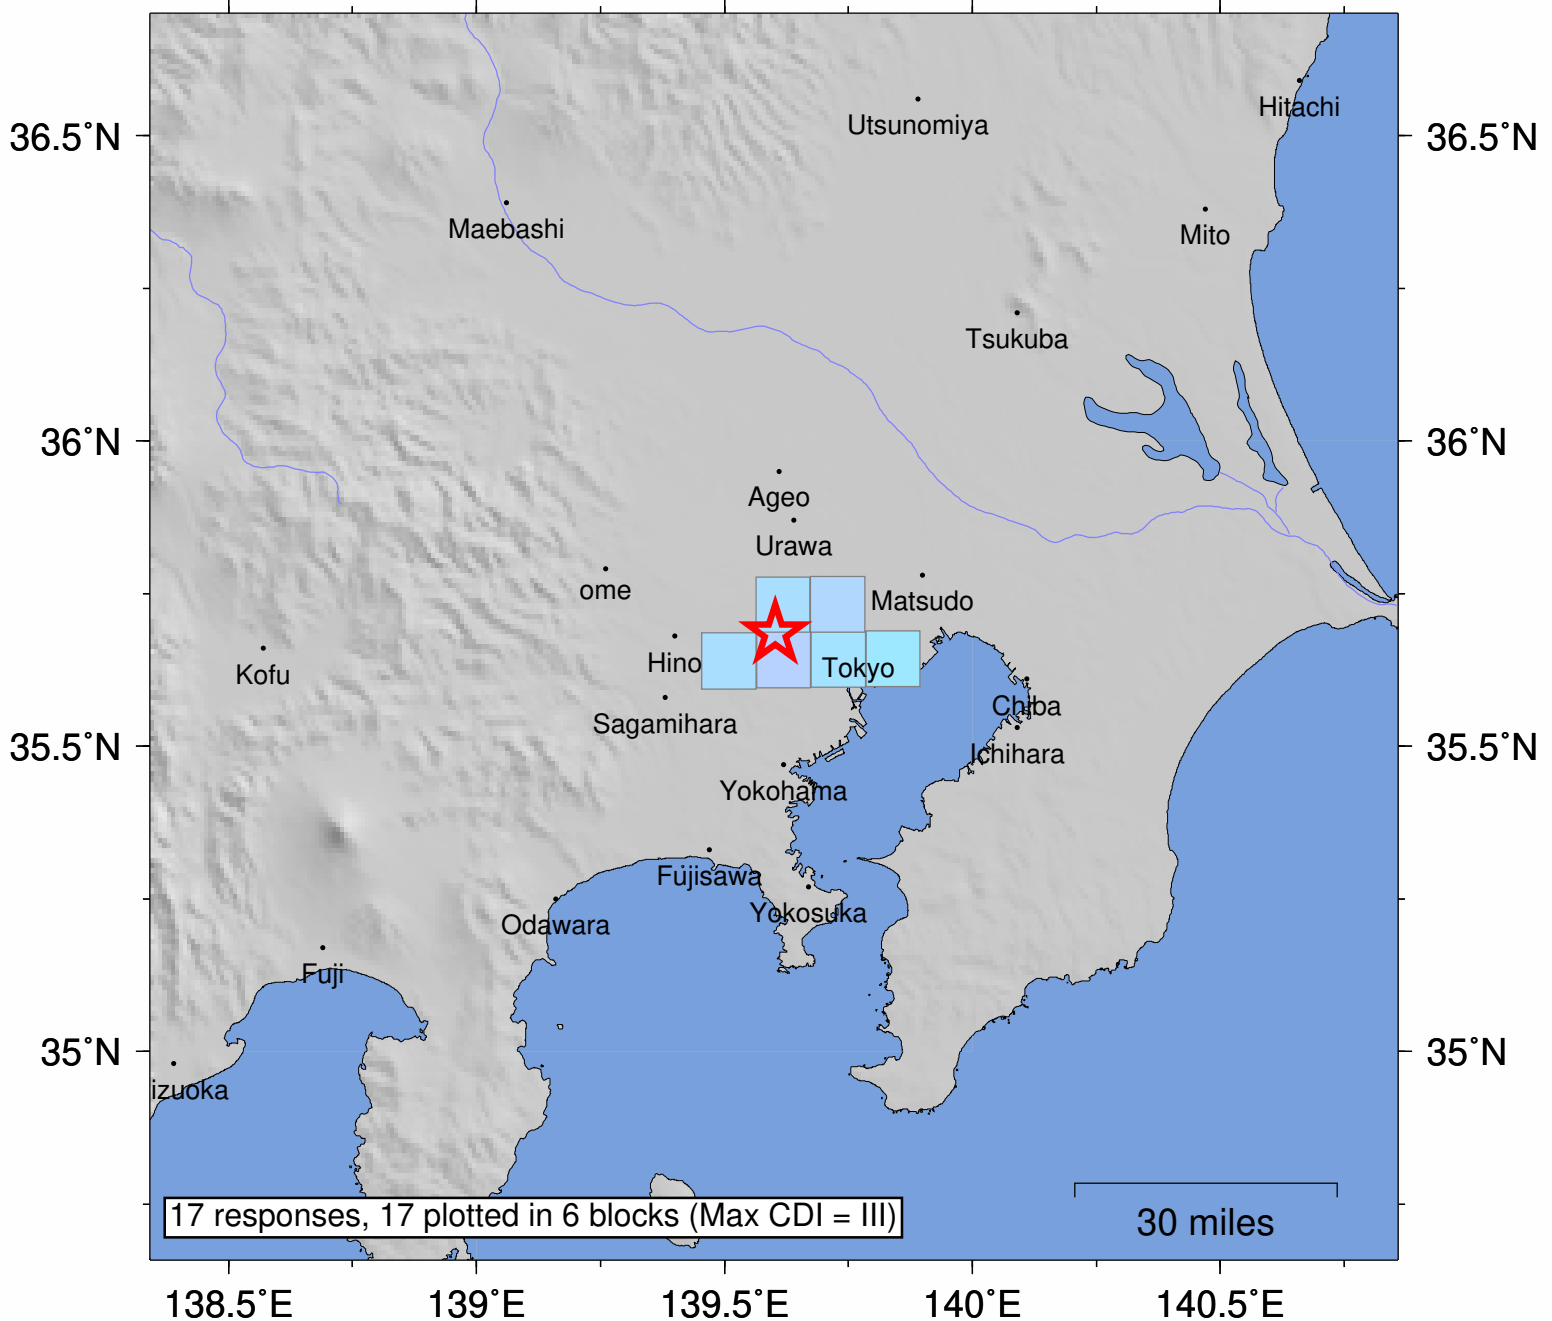 Hitachi
Utsunomiya
36.5°N
36.5°N
Maebashi
Mito
Tsukuba
36°N
36°N
Ageo
Urawa
ome
Matsudo
Kofu
Hino
Tokyo
Sagamihara
Chiba
35.5°N
35.5°N
Ichihara
Yokohama
Fujisawa
Yokosuka
Odawara
Fuji
35°N
35°N
izuoka
17 responses, 17 plotted in 6 blocks (Max CDI = III)
30 miles
138.5°E
139°E
139.5°E
140°E
140.5°E